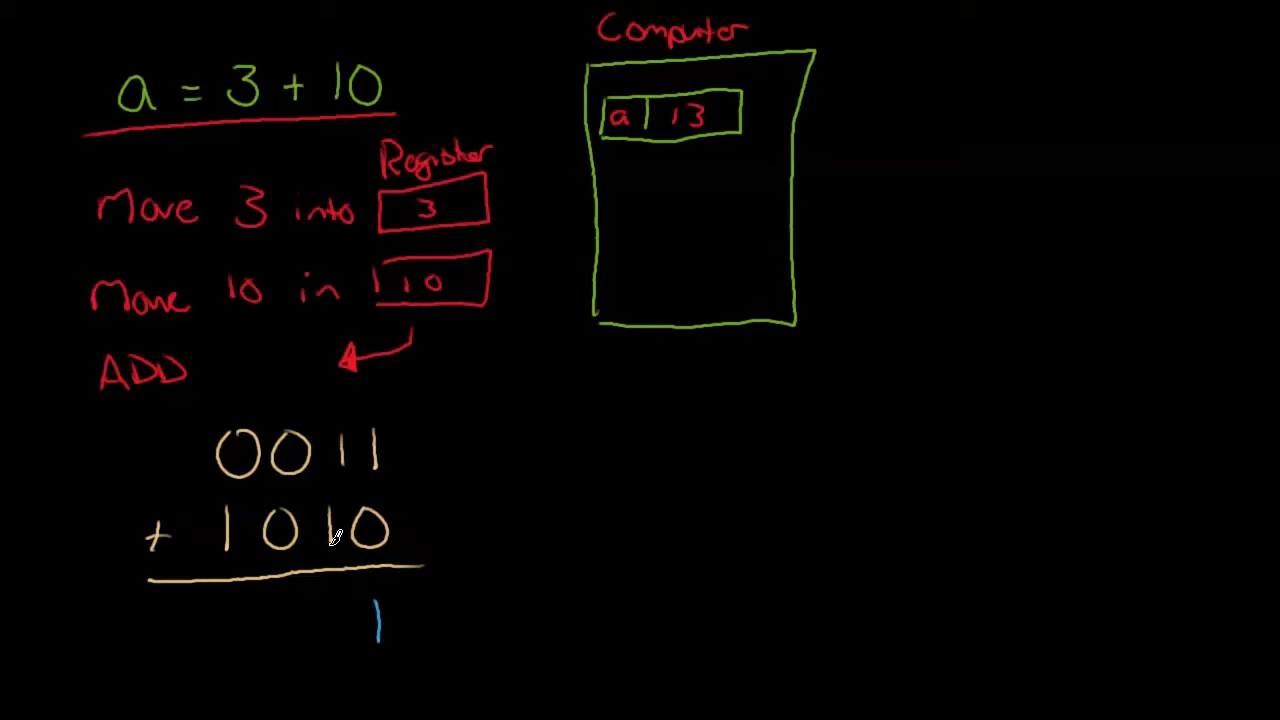 a = 3 + 10
Register
Move 3 into 3
Move 10 in 10
ADD
0011
+ 1010
1
Computer
a 13